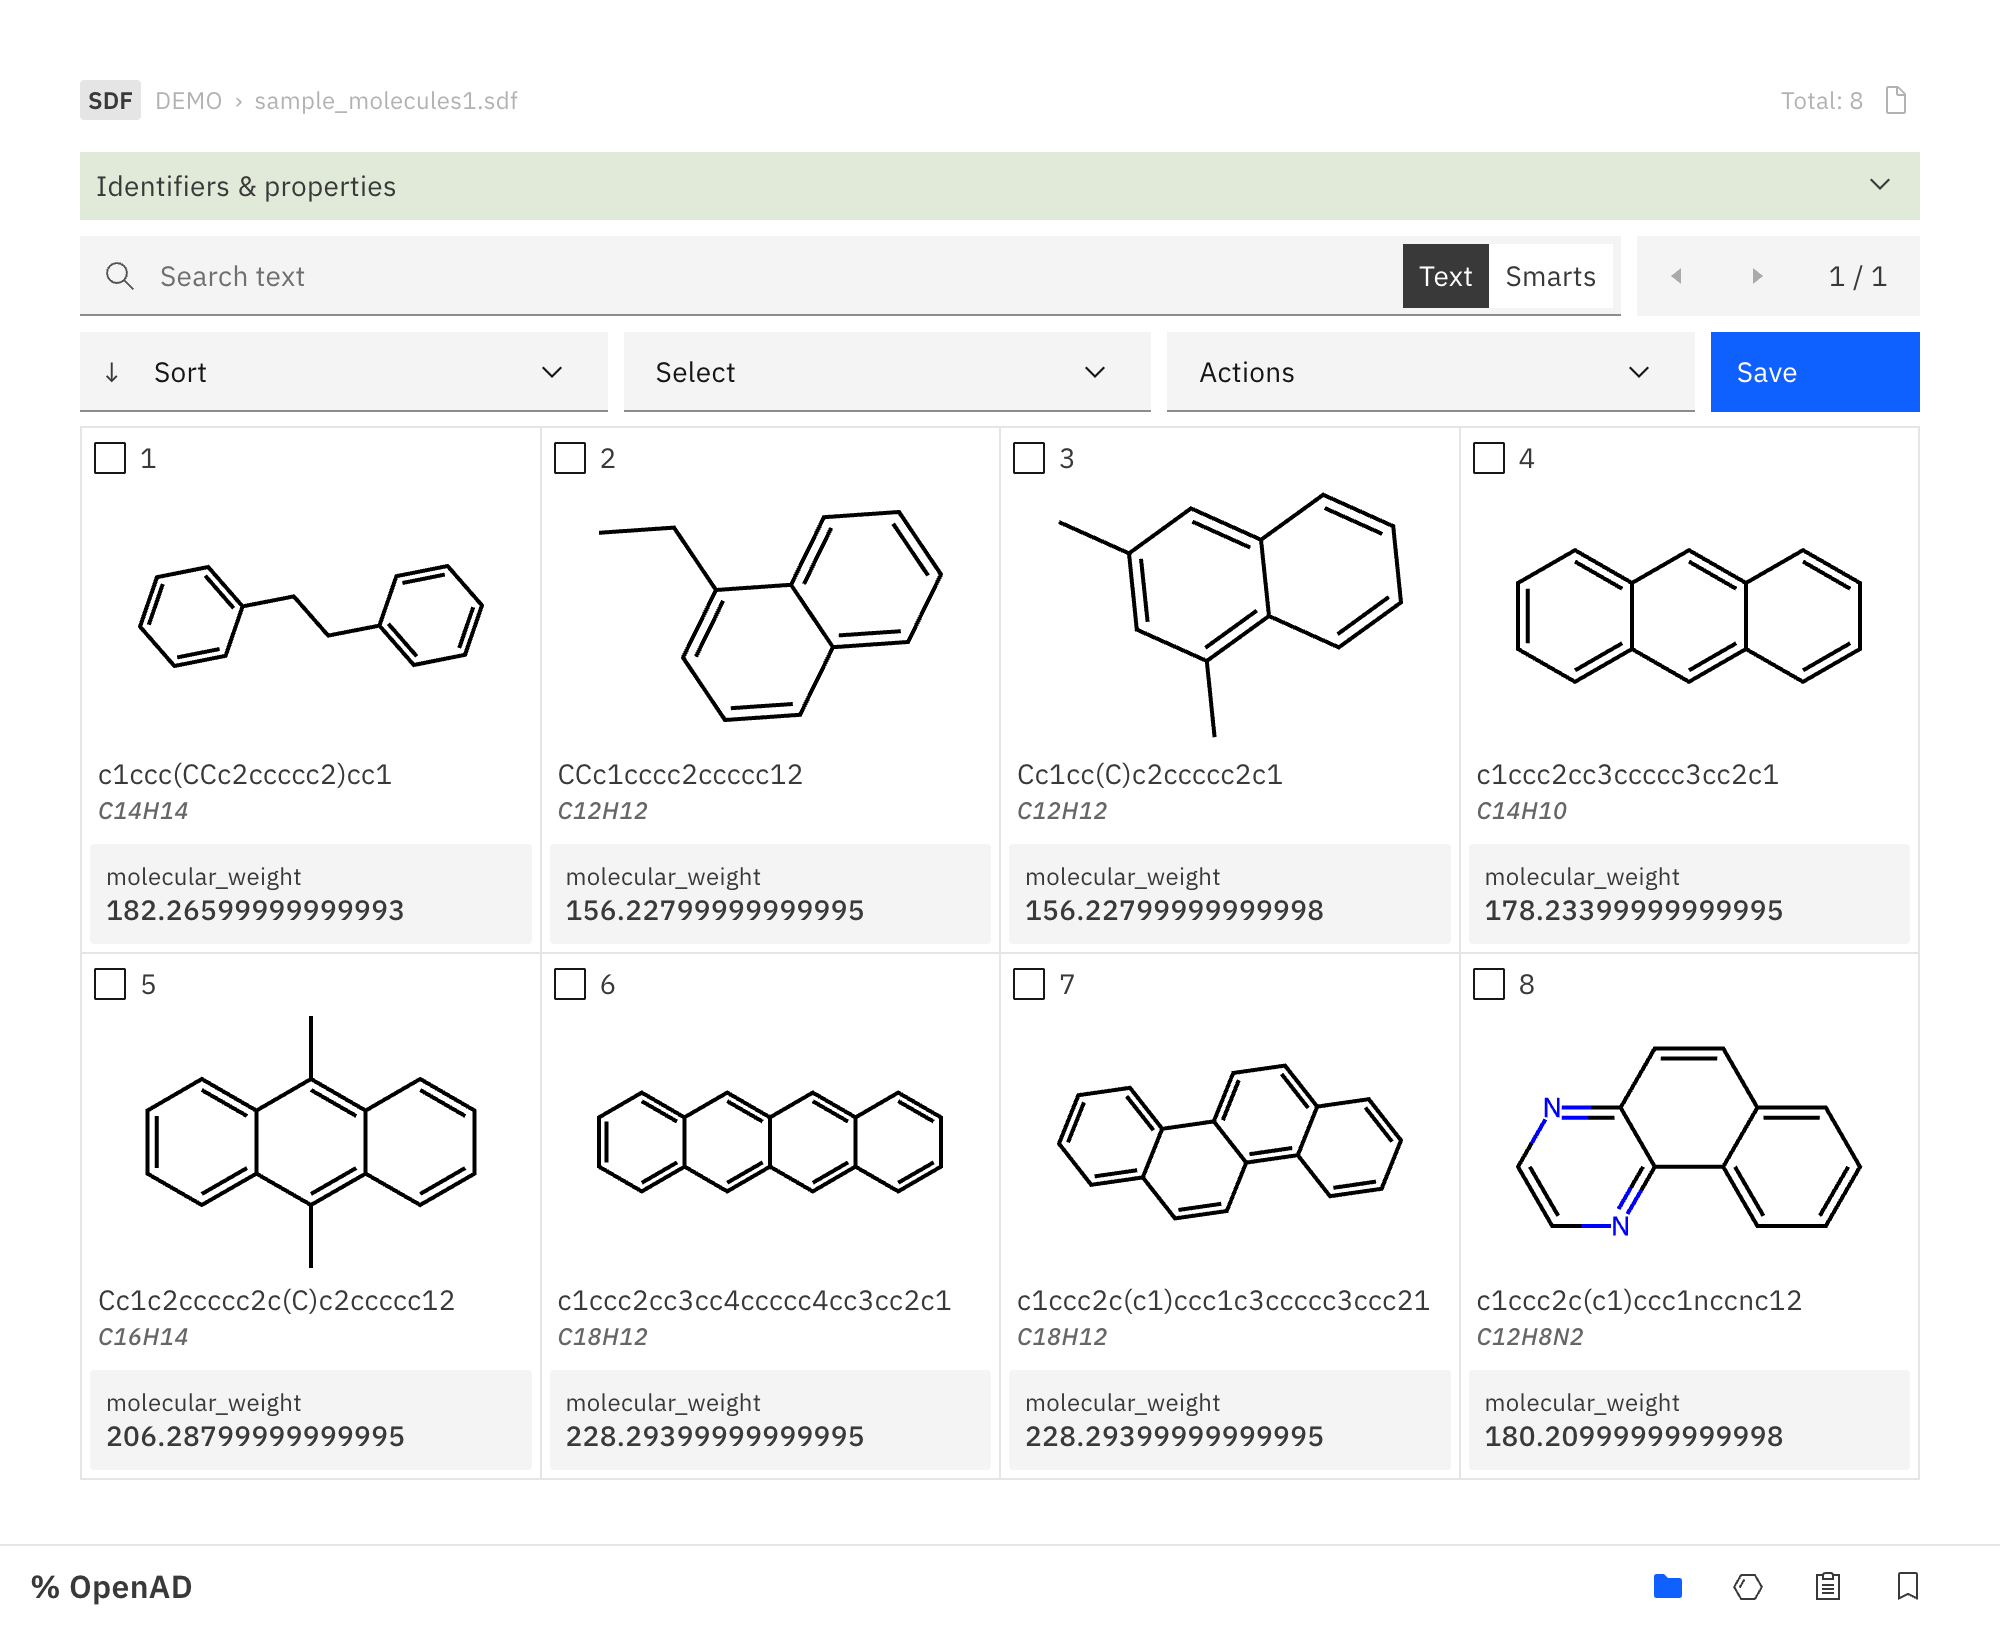 SDF DEMO › sample_molecules1.sdf Total: 8
Identifiers & properties
Search text Text Smarts 1 / 1
Sort Select Actions Save
1 2 3 4
N
N
c1ccc(CCc2ccccc2)cc1 CCc1cccc2ccccc12 Cc1cc(C)c2ccccc2c1 c1ccc2cc3ccccc3cc2c1
C14H14 C12H12 C12H12 C14H10
molecular_weight molecular_weight molecular_weight molecular_weight
182.26599999999993 156.22799999999995 156.22799999999998 178.23399999999995
5 6 7 8
Cc1c2ccccc2c(C)c2ccccc12 c1ccc2cc3cc4ccccc4cc3cc2c1 c1ccc2c(c1)ccc1c3ccccc3ccc21 c1ccc2c(c1)ccc1nccnc12
C16H14 C18H12 C18H12 C12H8N2
molecular_weight molecular_weight molecular_weight molecular_weight
206.28799999999995 228.29399999999995 228.29399999999995 180.20999999999998
% OpenAD